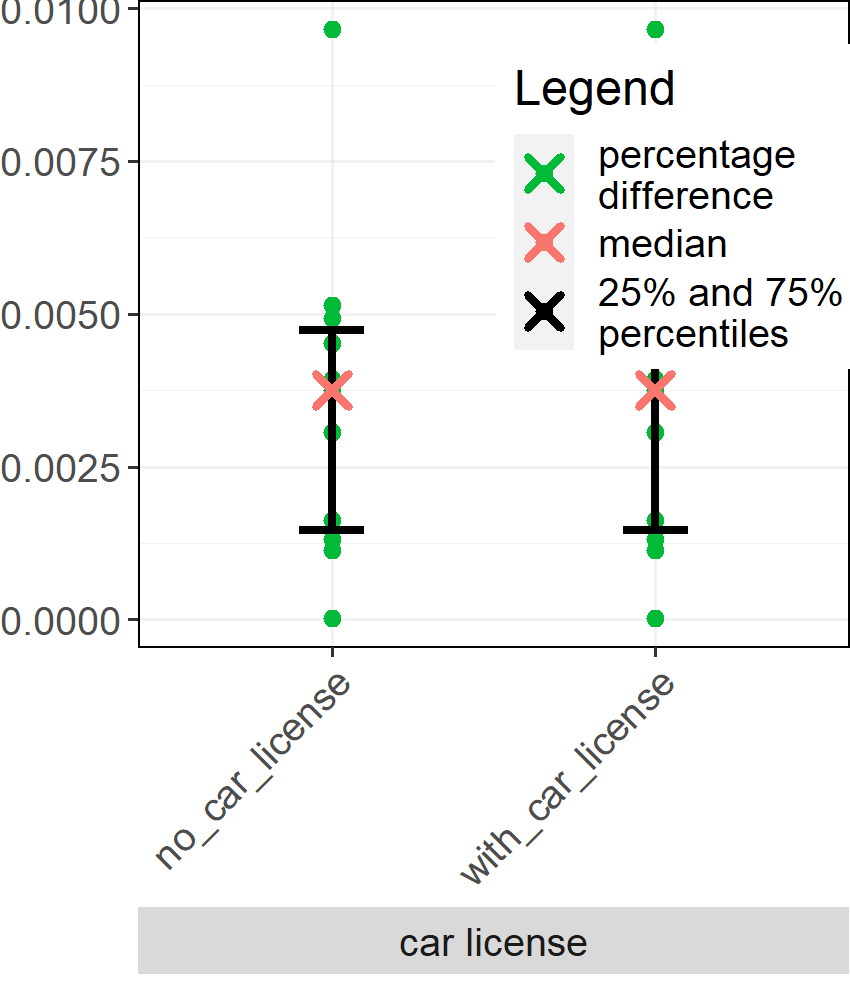 0.0100
Legend
0.0075
percentage
difference
median
25% and 75%
percentiles
0.0050
0.0025
0.0000
no_car_license
with_car_license
car license